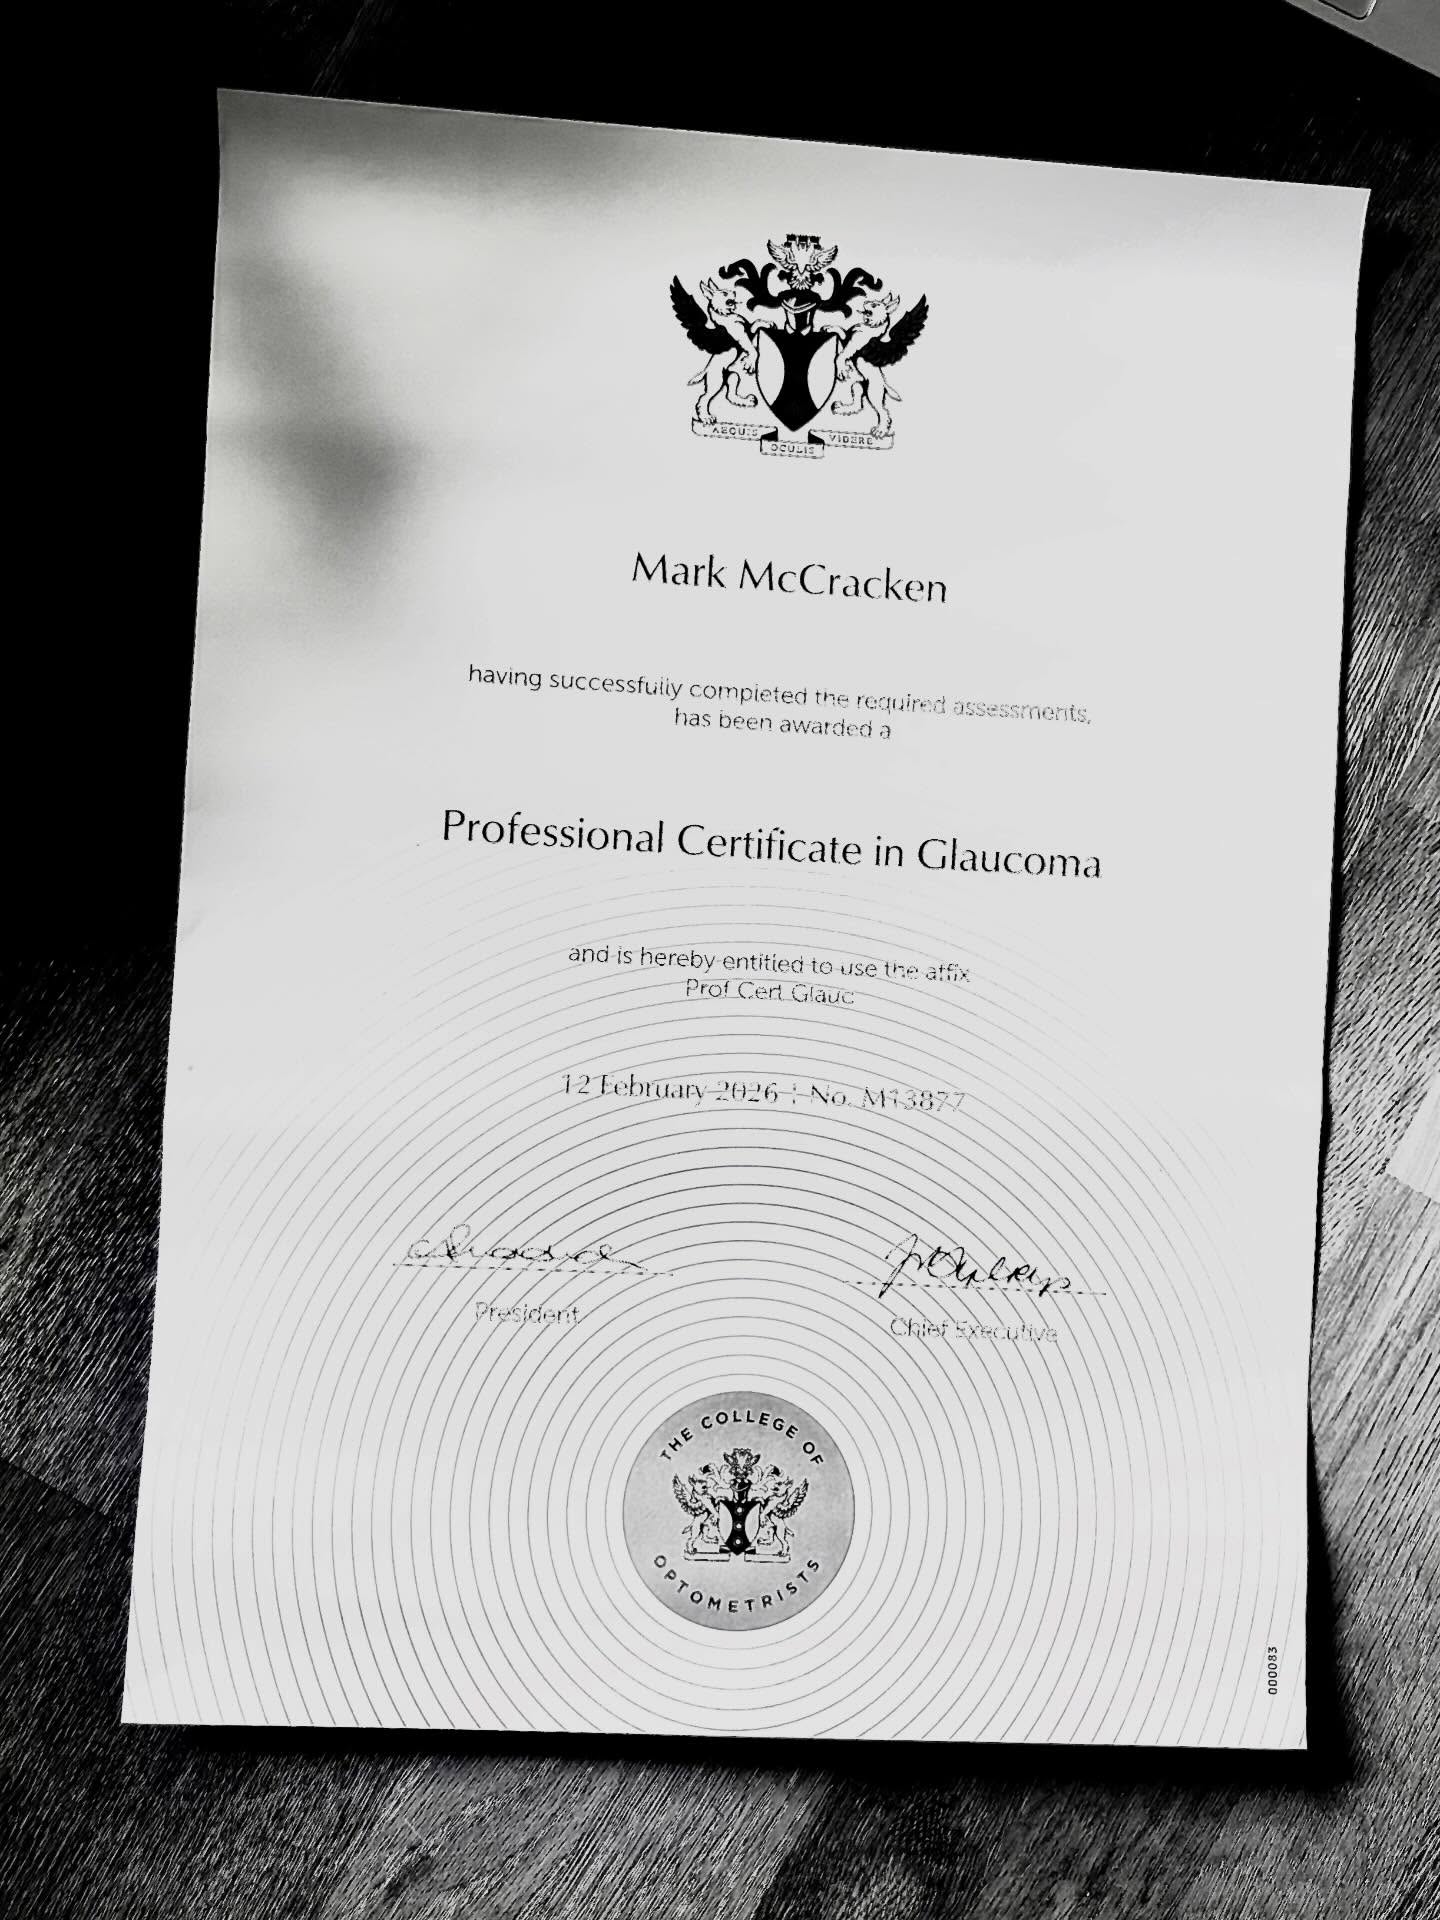 AEQUIS OCULIS VIDERE
Mark McCracken
having successfully completed the required assessments,
has been awarded a
Professional Certificate in Glaucoma
and is hereby entitled to use the affix
Prof Cert Glauc
12 February 2026 | No. M13877
President
Chief Executive
THE COLLEGE OF
OPTOMETRISTS
000083